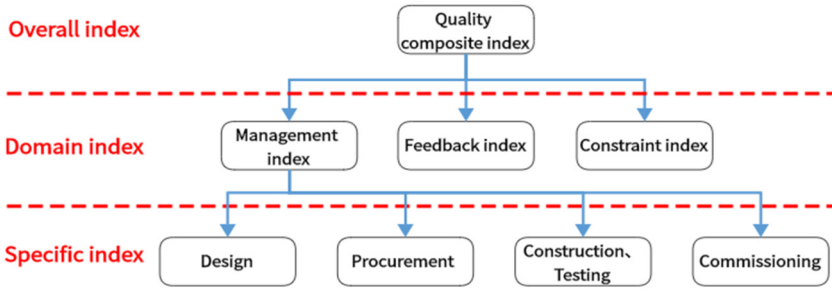 Overall index
Quality
composite index
Domain index
Management
index
Feedback index
Constraint index
Specific index
Design
Procurement
Construction、
Testing
Commissioning